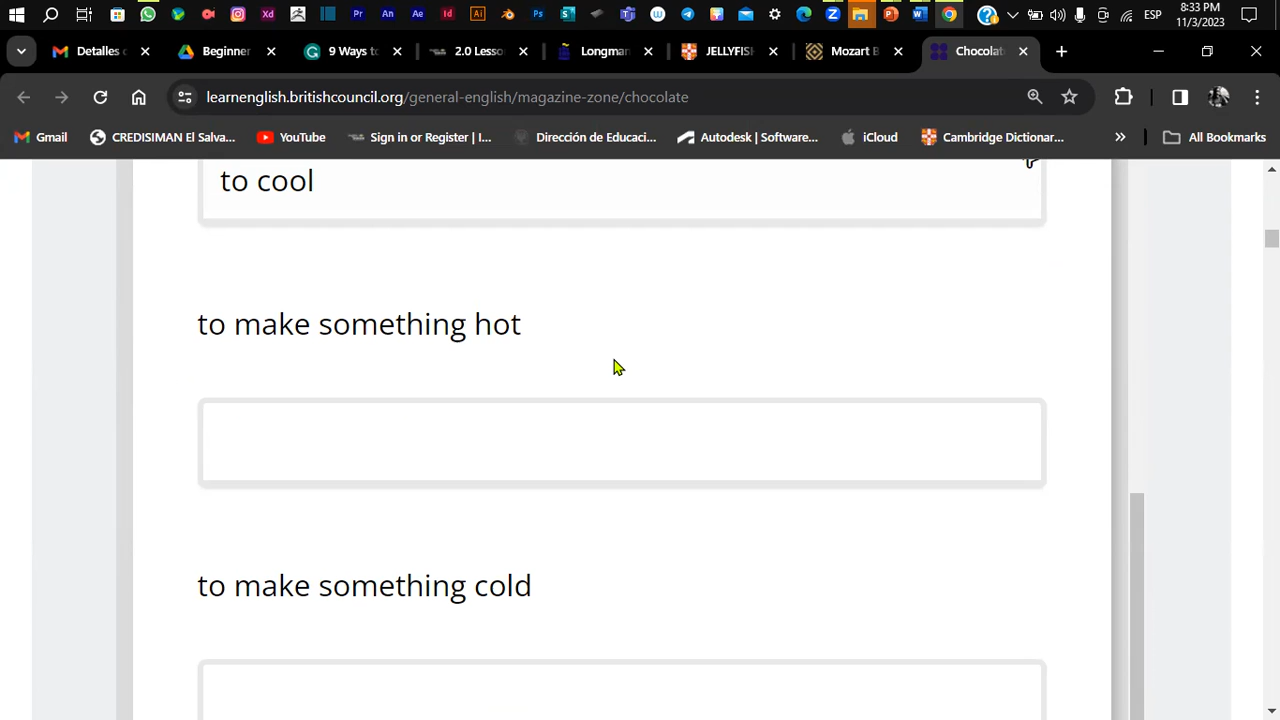 8:33 PM
ESP
11/3/2023
Detalles c
Beginner
9 Ways to
2.0 Lesso
Longman
JELLYFISH
Mozart B
Chocolat
learnenglish.britishcouncil.org/general-english/magazine-zone/chocolate
Gmail
CREDISIMAN El Salva...
YouTube
Sign in or Register | I...
Dirección de Educaci...
Autodesk | Software...
iCloud
Cambridge Dictionar...
All Bookmarks
to cool
to make something hot
to make something cold